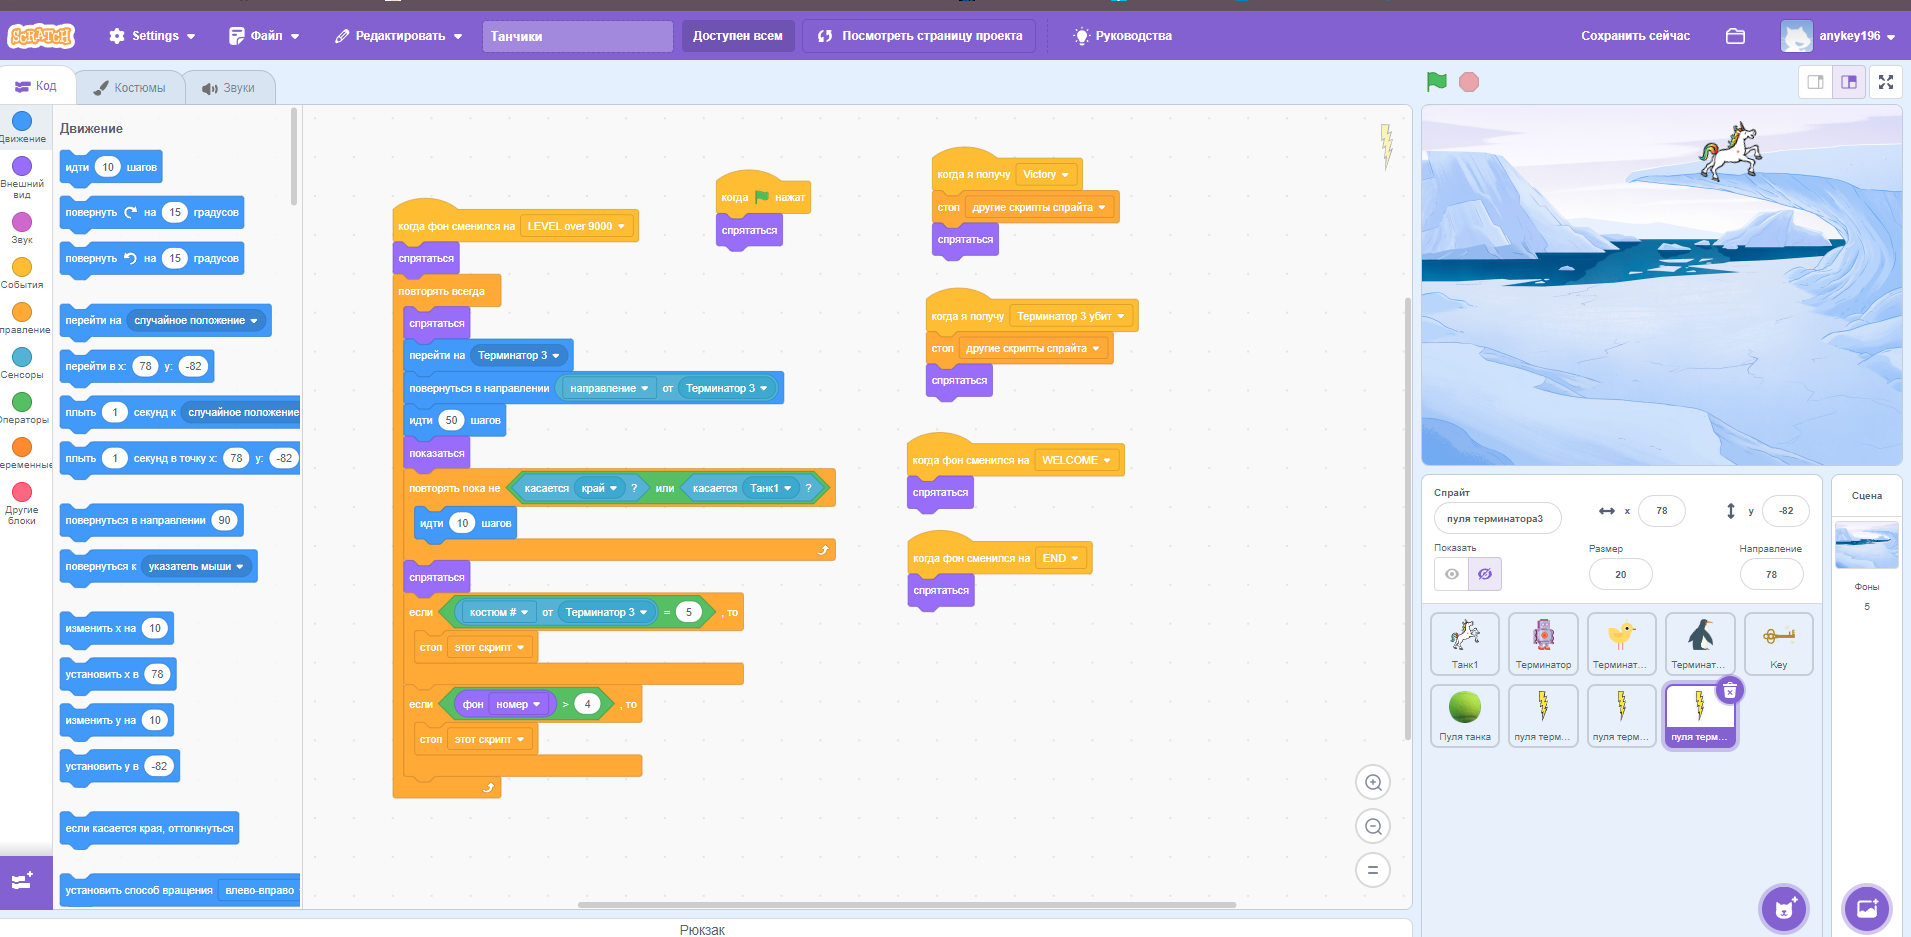 SCRATCH
Settings
Файл
Редактировать
Танчики
Доступен всем
Посмотреть страницу проекта
Руководства
Сохранить сейчас
anykey196
Код
Костюмы
Звуки
Движение
Внешний вид
Звук
События
правление
Сенсоры
Операторы
еременные
Другие блоки
Движение
идти 10 шагов
повернуть на 15 градусов
повернуть на 15 градусов
перейти на случайное положение
перейти в x: 78 y: -82
плыть 1 секунд к случайное положение
плыть 1 секунд в точку x: 78 y: -82
повернуться в направлении 90
повернуться к указатель мыши
изменить x на 10
установить x в 78
изменить y на 10
установить y в -82
если касается края, оттолкнуться
установить способ вращения влево-вправо
когда фон сменился на LEVEL over 9000
спрятаться
повторять всегда
спрятаться
перейти на Терминатор 3
повернуться в направлении направление от Терминатор 3
идти 50 шагов
показаться
повторять пока не касается край ? или касается Танк1 ?
идти 10 шагов
спрятаться
если костюм # от Терминатор 3 = 5 , то
стоп этот скрипт
если фон номер > 4 , то
стоп этот скрипт
когда нажат
спрятаться
когда я получу Victory
стоп другие скрипты спрайта
спрятаться
когда я получу Терминатор 3 убит
стоп другие скрипты спрайта
спрятаться
когда фон сменился на WELCOME
спрятаться
когда фон сменился на END
спрятаться
Рюкзак
Спрайт
пуля терминатора3
x 78
y -82
Показать
Размер
20
Направление
78
Танк1
Терминатор
Терминат...
Терминат...
Key
Пуля танка
пуля терм...
пуля терм...
пуля терм...
Сцена
Фоны
5